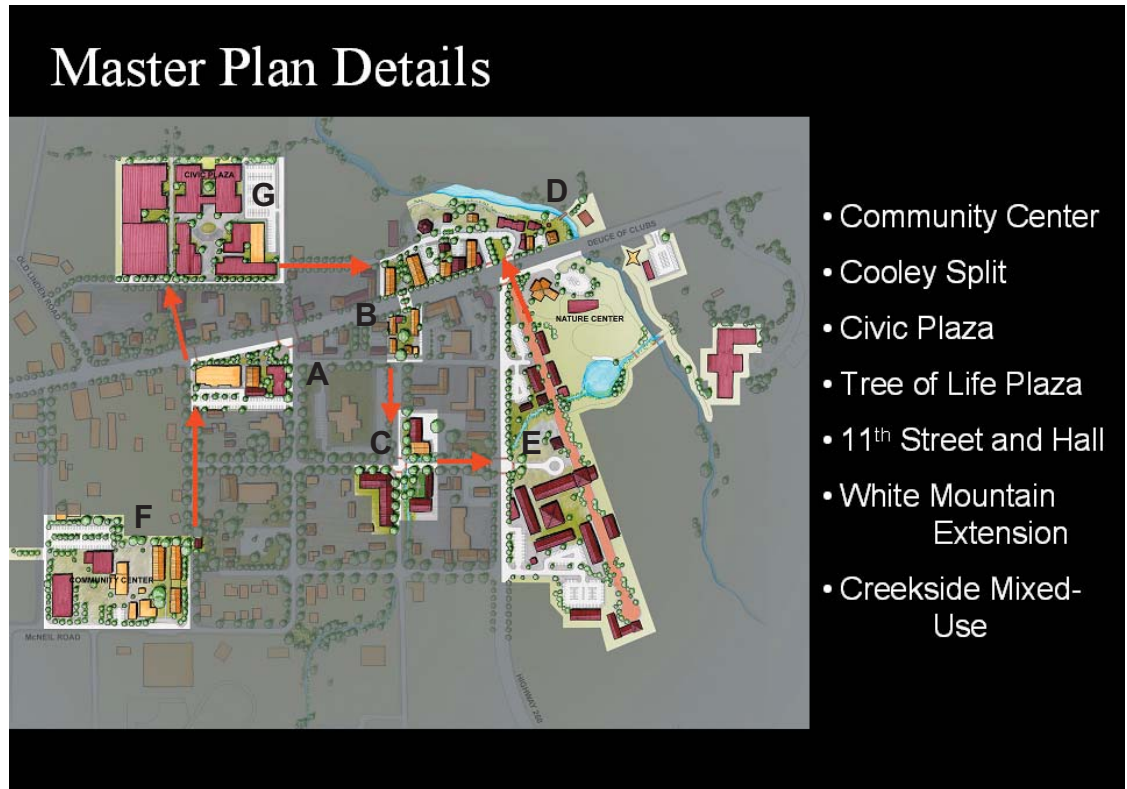 Master Plan Details
CIVIC PLAZA
G
D
DEUCE OF CLUBS
OLD LINDEN ROAD
B
NATURE CENTER
A
C
E
F
COMMUNITY CENTER
McNEIL ROAD
HIGHWAY 260
• Community Center
• Cooley Split
• Civic Plaza
• Tree of Life Plaza
• 11th Street and Hall
• White Mountain
Extension
• Creekside Mixed-
Use